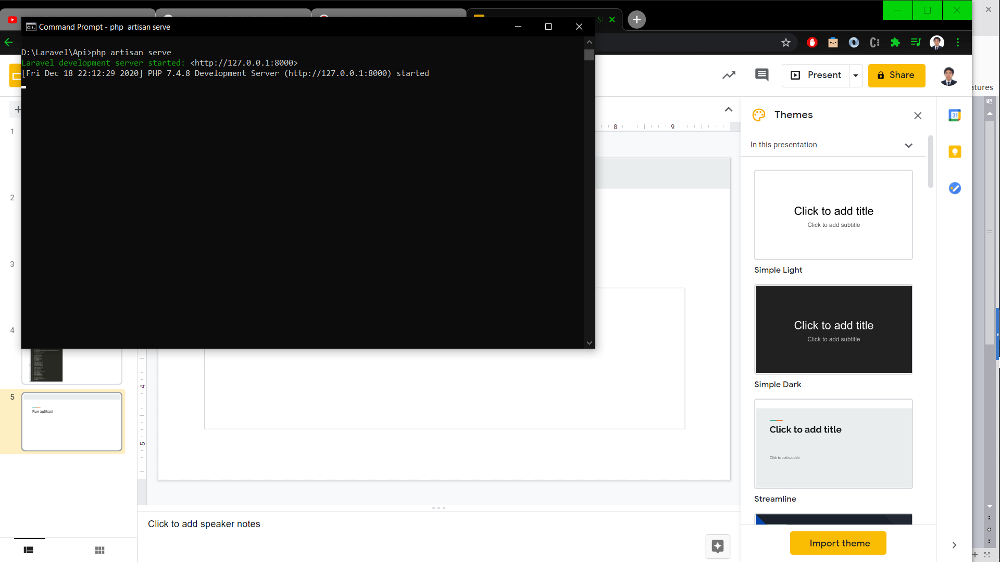 Command Prompt - php  artisan serve
D:\Laravel\Api>php artisan serve
Laravel development server started: <http://127.0.0.1:8000>
[Fri Dec 18 22:12:29 2020] PHP 7.4.8 Development Server (http://127.0.0.1:8000) started
Present
Share
atures
8
9
Themes
In this presentation
Click to add title
Click to add subtitle
Simple Light
Click to add title
Click to add subtitle
Simple Dark
Click to add title
Click to add subtitle
Streamline
Import theme
1
2
3
4
5
Run aplikasi
4
5
Click to add speaker notes
31